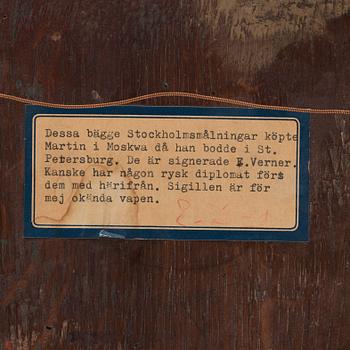 Dessa bägge Stockholmsmålningar köpte
Martin i Moskwa då han bodde i St.
Petersburg. De är signerade E.Verner.
Kanske har någon rysk diplomat förs
dem med härifrån. Sigillen är för
mej okända vapen.